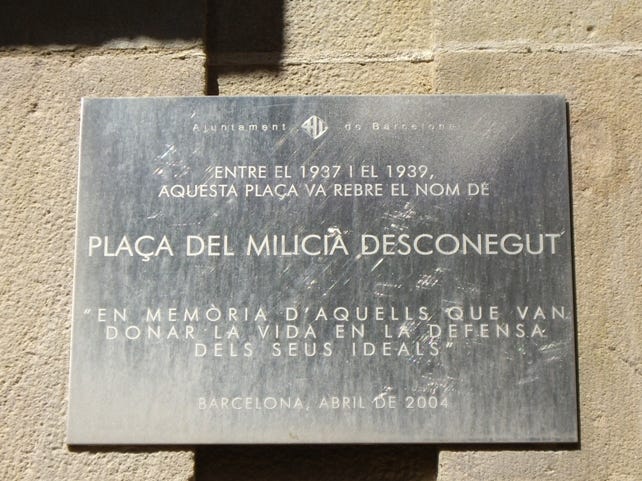 Ajuntament de Barcelona
ENTRE EL 1937 I EL 1939,
AQUESTA PLAÇA VA REBRE EL NOM DE
PLAÇA DEL MILICIÀ DESCONEGUT
"EN MEMÒRIA D'AQUELLS QUE VAN
DONAR LA VIDA EN LA DEFENSA
DELS SEUS IDEALS"
BARCELONA, ABRIL DE 2004